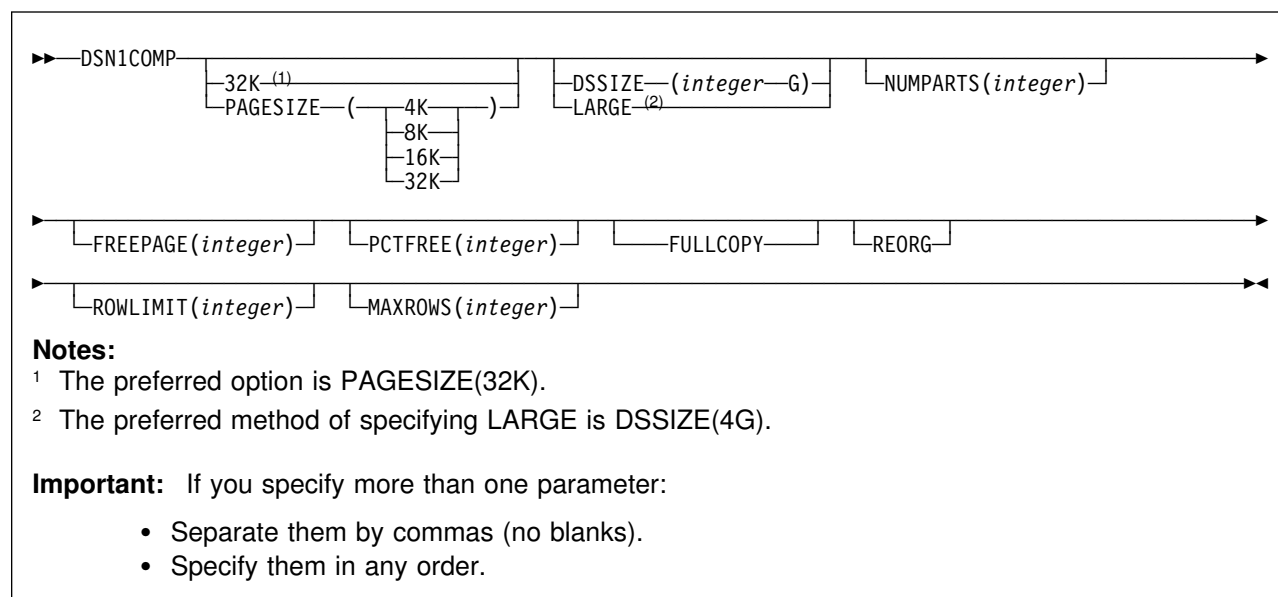 DSN1COMP
32K (1)
PAGESIZE ( 4K )
8K
16K
32K
DSSIZE (integer G)
LARGE (2)
NUMPARTS(integer)
FREEPAGE(integer) PCTFREE(integer) FULLCOPY REORG
ROWLIMIT(integer) MAXROWS(integer)
Notes:
1 The preferred option is PAGESIZE(32K).
2 The preferred method of specifying LARGE is DSSIZE(4G).
Important: If you specify more than one parameter:
• Separate them by commas (no blanks).
• Specify them in any order.